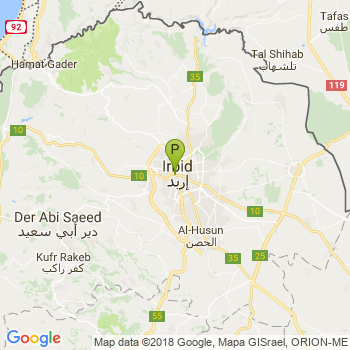 92
Tafas
طفس
Hamat Gader
Tal Shihab
تلشهاب
35
119
10
P
Irbid
إربد
10
Der Abi Saeed
دير أبي سعيد
10
Al-Husun
الحصن
Kufr Rakeb
كفر راكب
35
25
55
Google
Map data ©2018 Google, Mapa GISrael, ORION-ME